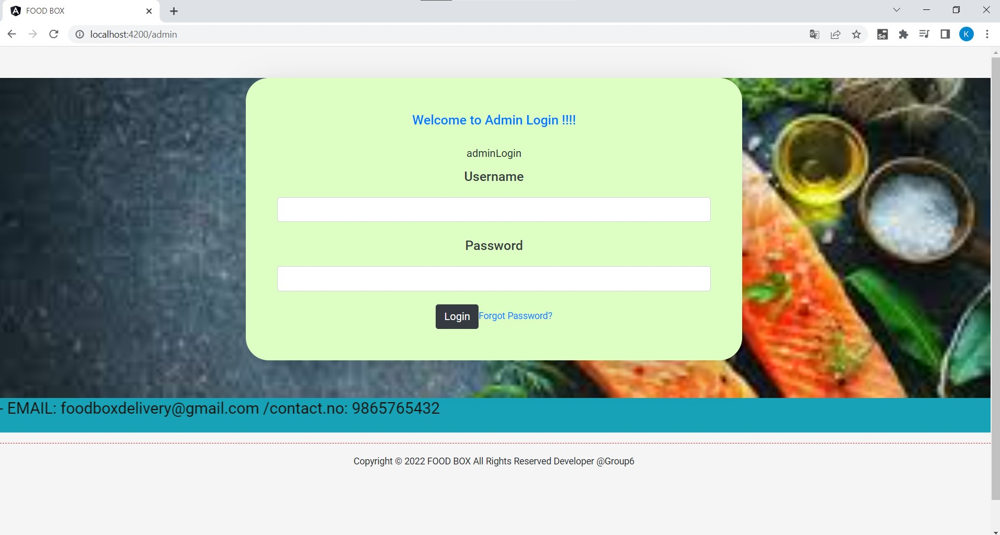 FOOD BOX
localhost:4200/admin
Se
K
Welcome to Admin Login !!!!
adminLogin
Username
Password
Login Forgot Password?
- EMAIL: foodboxdelivery@gmail.com /contact.no: 9865765432
Copyright © 2022 FOOD BOX All Rights Reserved Developer @Group6